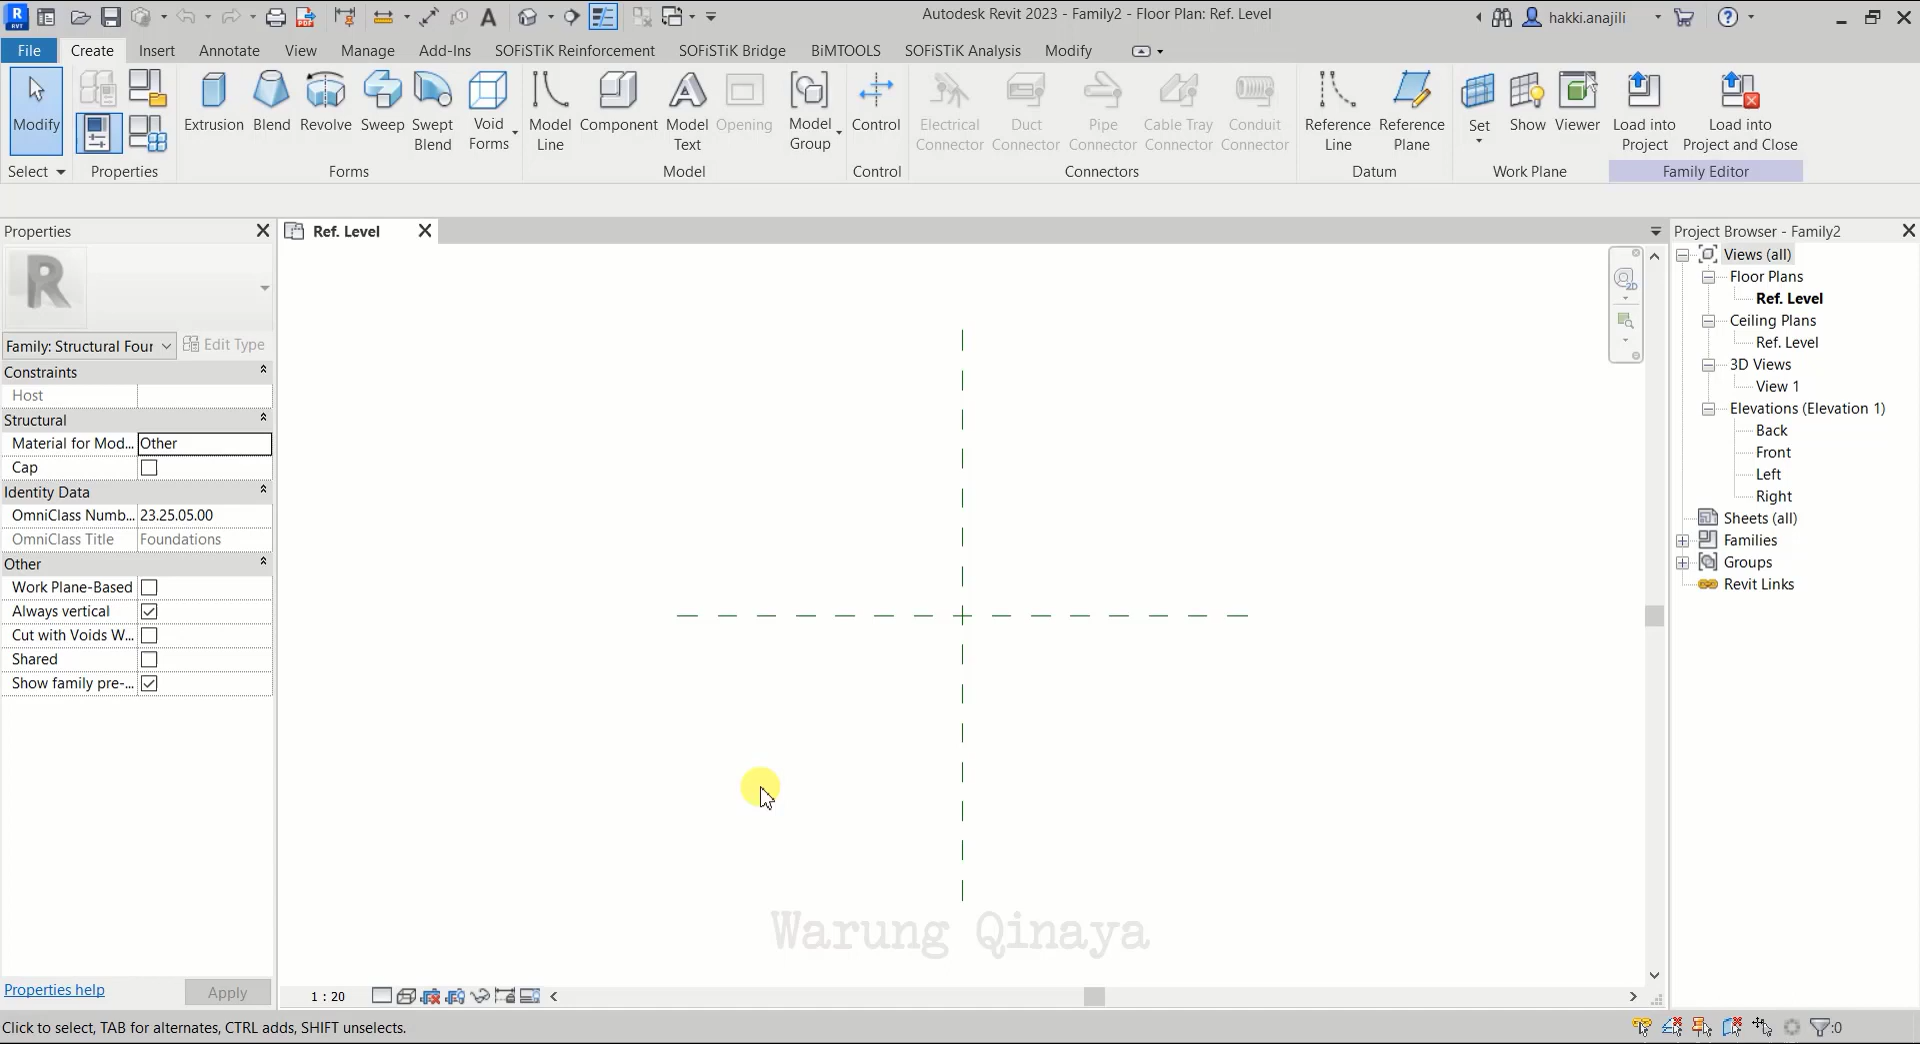 Autodesk Revit 2023 - Family2 - Floor Plan: Ref. Level
hakki.anajili
File Create Insert Annotate View Manage Add-Ins SOFiSTiK Reinforcement SOFiSTiK Bridge BiMTOOLS SOFiSTiK Analysis Modify
Modify
Extrusion Blend Revolve Sweep Swept Blend Void Forms
Model Line Component Model Text Opening Model Group
Control
Electrical Connector Duct Connector Pipe Connector Cable Tray Connector Conduit Connector
Reference Line Reference Plane
Set Show Viewer
Load into Project Load into Project and Close
Select Properties Forms Model Control Connectors Datum Work Plane Family Editor
Properties
R
Family: Structural Four
Edit Type
Constraints
Host
Structural
Material for Mod... Other
Cap
Identity Data
OmniClass Numb... 23.25.05.00
OmniClass Title Foundations
Other
Work Plane-Based
Always vertical
Cut with Voids W...
Shared
Show family pre-...
Properties help
Apply
Ref. Level
2D
Warung Qinaya
1 : 20
Project Browser - Family2
Views (all)
Floor Plans
Ref. Level
Ceiling Plans
Ref. Level
3D Views
View 1
Elevations (Elevation 1)
Back
Front
Left
Right
Sheets (all)
Families
Groups
Revit Links
Click to select, TAB for alternates, CTRL adds, SHIFT unselects.
:0